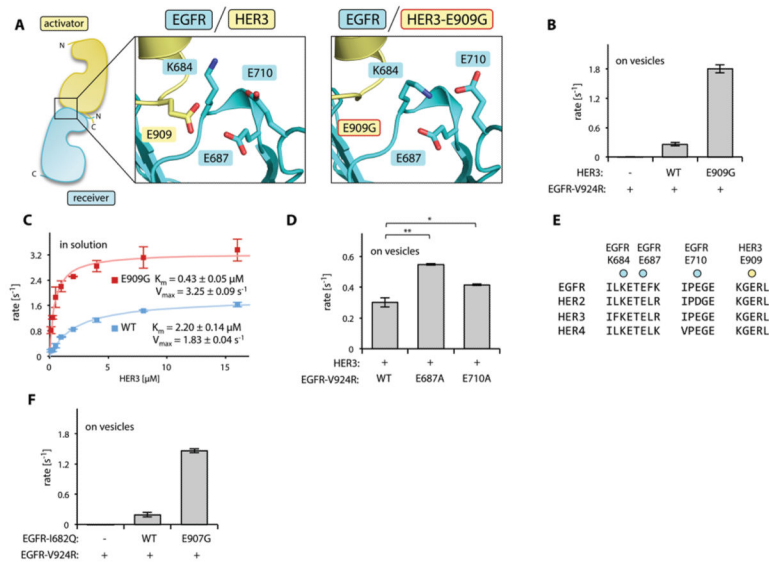 A
activator
N
N
C
C
receiver
EGFR / HER3
K684
E710
E909
E687
EGFR / HER3-E909G
K684
E710
E909G
E687
B
on vesicles
rate [s-1]
1.8
1.2
0.6
0
HER3: - WT E909G
EGFR-V924R: + + +
C
in solution
rate [s-1]
3.2
2.4
1.6
0.8
0
E909G Km = 0.43 ± 0.05 µM
Vmax = 3.25 ± 0.09 s-1
WT Km = 2.20 ± 0.14 µM
Vmax = 1.83 ± 0.04 s-1
0 5 10 15
HER3 [µM]
D
on vesicles
*
**
rate [s-1]
0.6
0.4
0.2
0
HER3: + + +
EGFR-V924R: WT E687A E710A
E
EGFR EGFR EGFR HER3
K684 E687 E710 E909
EGFR ILKETEFK IPEGE KGERL
HER2 ILKETELR IPDGE KGERL
HER3 IFKETELR IPEGE KGERL
HER4 ILKETELK VPEGE KGERL
F
on vesicles
rate [s-1]
1.8
1.2
0.6
0
EGFR-I682Q: - WT E907G
EGFR-V924R: + + +